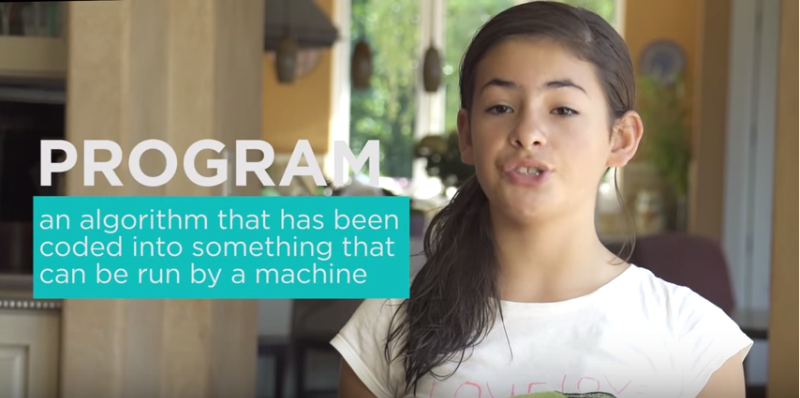 PROGRAM
an algorithm that has been
coded into something that
can be run by a machine